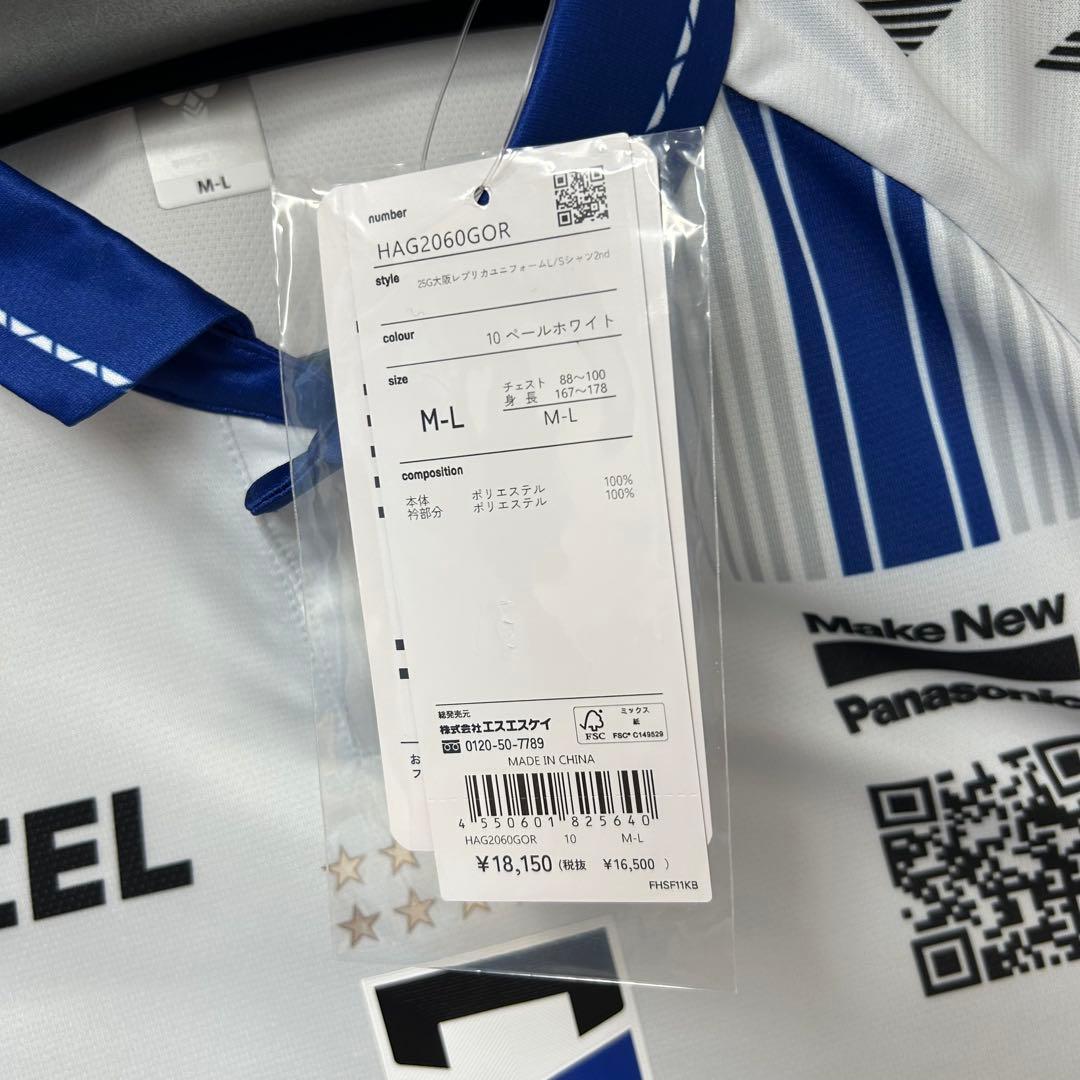 M-L
number
HAG2060GOR
style
25G大阪レプリカユニフォームL/Sシャツ2nd
colour
10 ペールホワイト
size
M-L
チェスト 88〜100
身長 167〜178
M-L
composition
本体 ポリエステル 100%
衿部分 ポリエステル 100%
総発売元
株式会社エスエスケイ
0120-50-7789
MADE IN CHINA
ミックス
紙
FSC
FSC® C149529
4 550601 825640
HAG2060GOR 10 M-L
¥18,150 (税抜 ¥16,500 )
FHSF11KB
お
フ
Make New
Panasonic
CEL